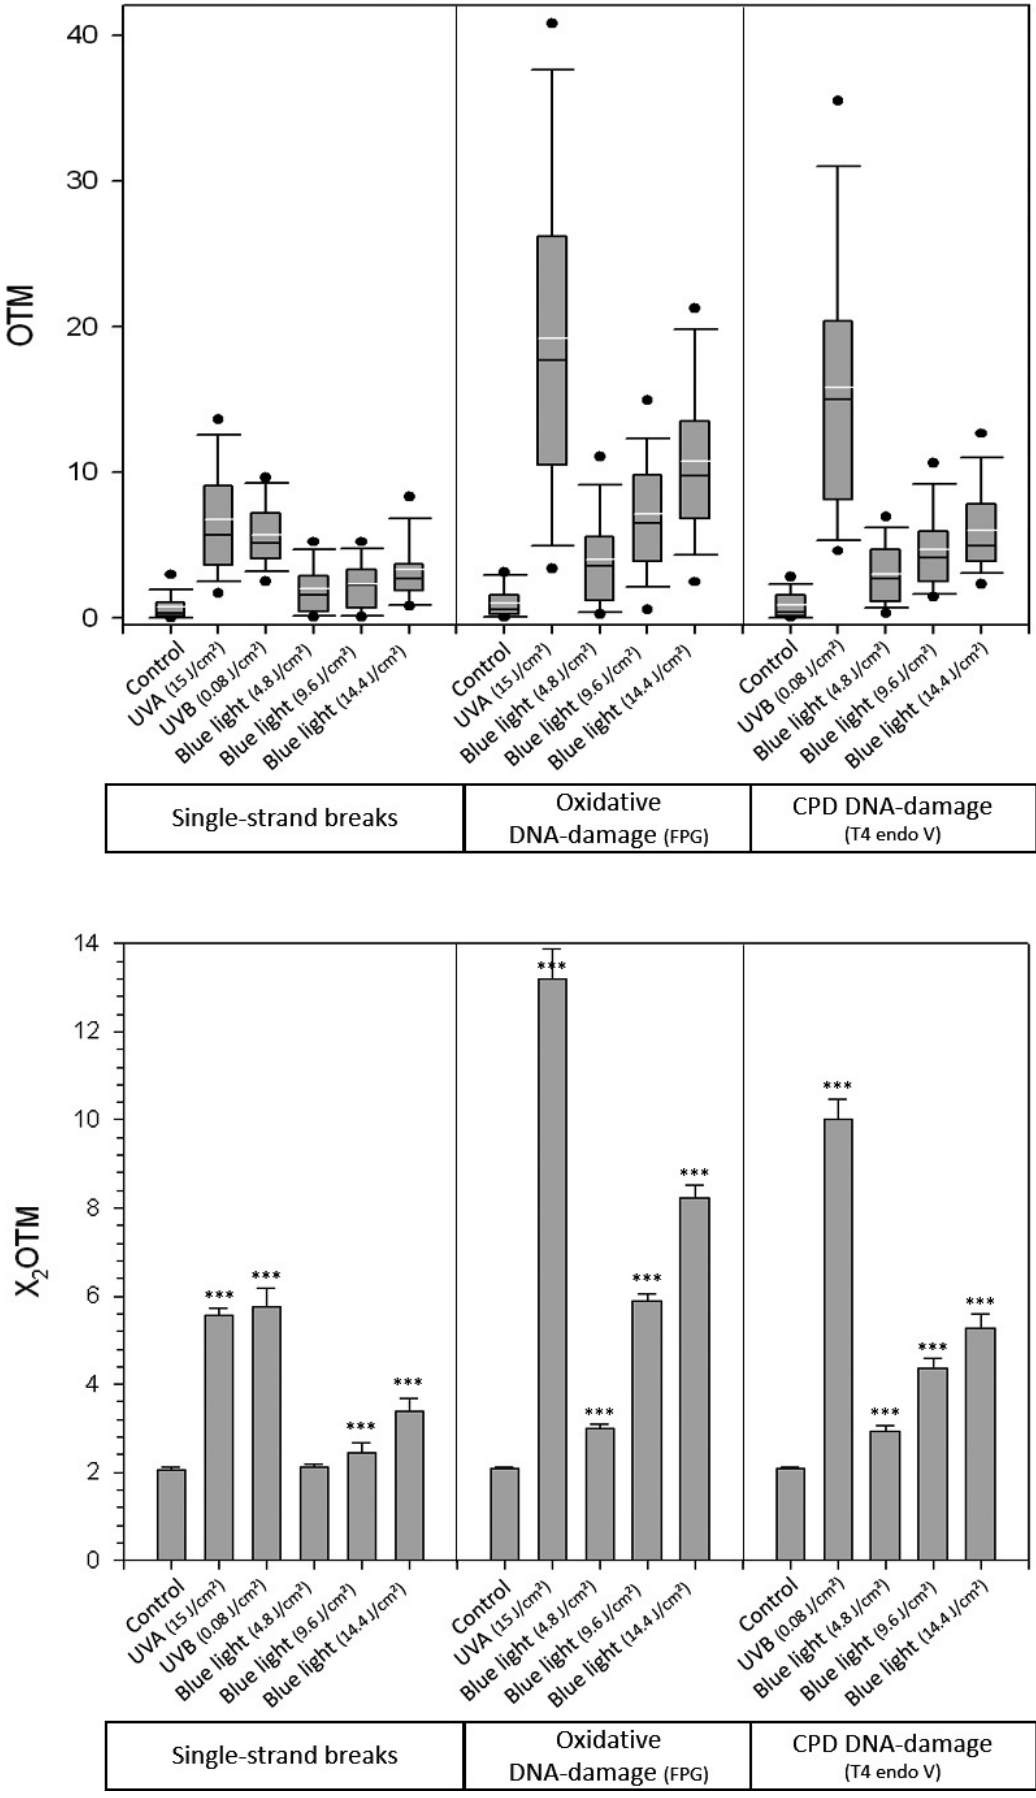 40
30
20
10
0
OTM
Control
UVA (15 J/cm²)
UVB (0.08 J/cm²)
Blue light (4.8 J/cm²)
Blue light (9.6 J/cm²)
Blue light (14.4 J/cm²)
Control
UVA (15 J/cm²)
Blue light (4.8 J/cm²)
Blue light (9.6 J/cm²)
Blue light (14.4 J/cm²)
Control
UVB (0.08 J/cm²)
Blue light (4.8 J/cm²)
Blue light (9.6 J/cm²)
Blue light (14.4 J/cm²)
Single-strand breaks
Oxidative
DNA-damage (FPG)
CPD DNA-damage
(T4 endo V)
14
12
10
8
6
4
2
0
X₂OTM
***
***
***
***
***
***
***
***
***
***
***
***
Control
UVA (15 J/cm²)
UVB (0.08 J/cm²)
Blue light (4.8 J/cm²)
Blue light (9.6 J/cm²)
Blue light (14.4 J/cm²)
Control
UVA (15 J/cm²)
Blue light (4.8 J/cm²)
Blue light (9.6 J/cm²)
Blue light (14.4 J/cm²)
Control
UVB (0.08 J/cm²)
Blue light (4.8 J/cm²)
Blue light (9.6 J/cm²)
Blue light (14.4 J/cm²)
Single-strand breaks
Oxidative
DNA-damage (FPG)
CPD DNA-damage
(T4 endo V)